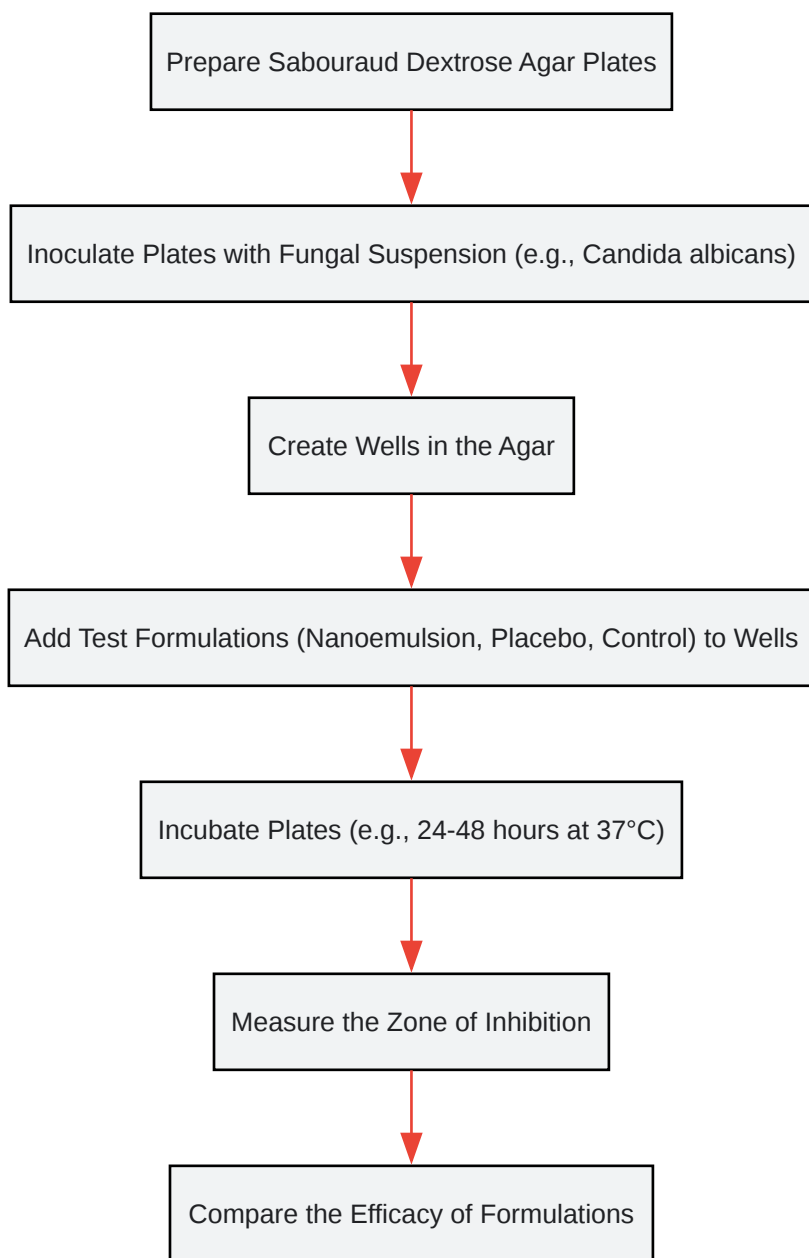 Prepare Sabouraud Dextrose Agar Plates
Inoculate Plates with Fungal Suspension (e.g., Candida albicans)
Create Wells in the Agar
Add Test Formulations (Nanoemulsion, Placebo, Control) to Wells
Incubate Plates (e.g., 24-48 hours at 37°C)
Measure the Zone of Inhibition
Compare the Efficacy of Formulations